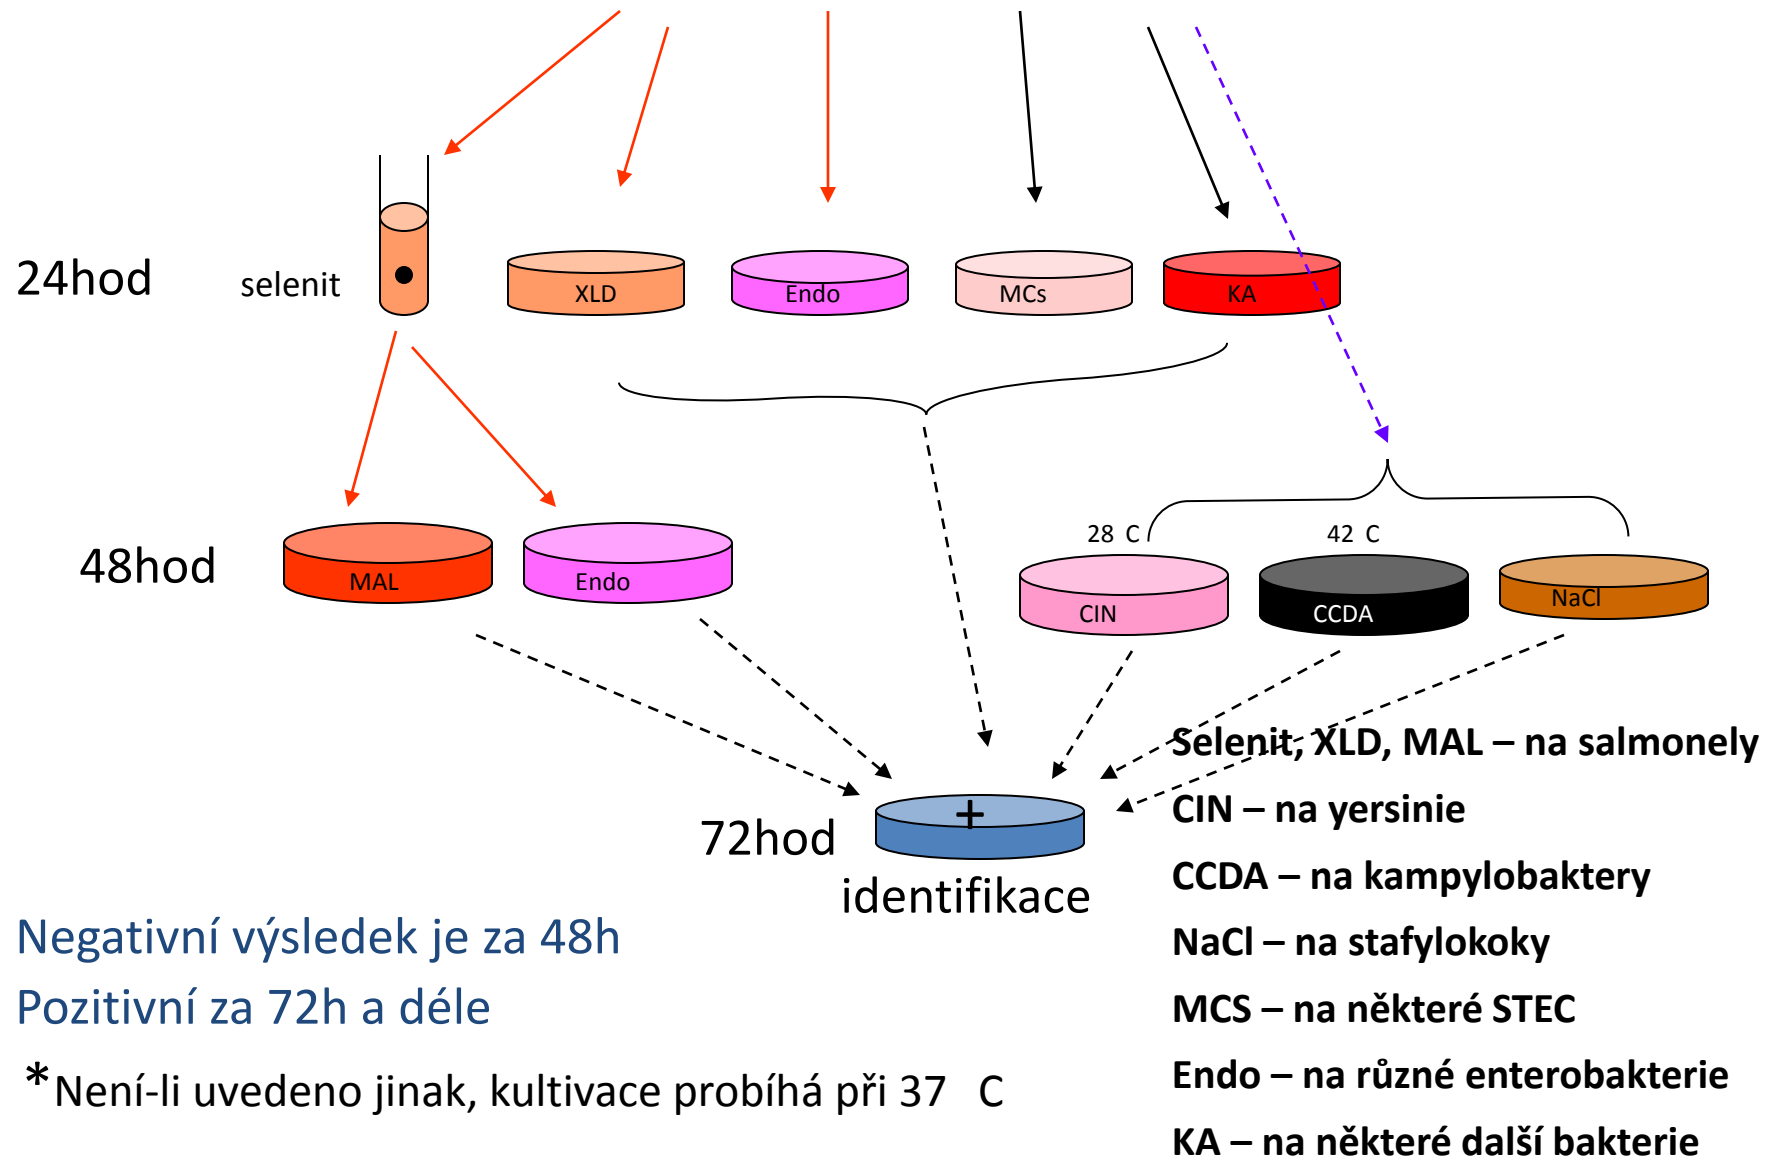 24hod
selenit
XLD
Endo
MCs
KA
48hod
MAL
Endo
28 C
42 C
CIN
CCDA
NaCl
72hod
+
identifikace
Selenit, XLD, MAL – na salmonely
CIN – na yersinie
CCDA – na kampylobaktery
NaCl – na stafylokoky
MCS – na některé STEC
Endo – na různé enterobakterie
KA – na některé další bakterie
Negativní výsledek je za 48h
Pozitivní za 72h a déle
*Není-li uvedeno jinak, kultivace probíhá při 37 C